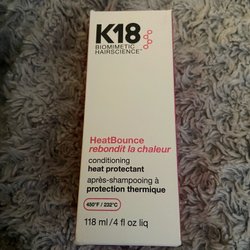 K18
BIOMIMETIC
HAIRSCIENCE
HeatBounce
rebondit la chaleur
conditioning
heat protectant
après-shampooing à
protection thermique
450°F / 232°C
118 ml/4 fl oz liq